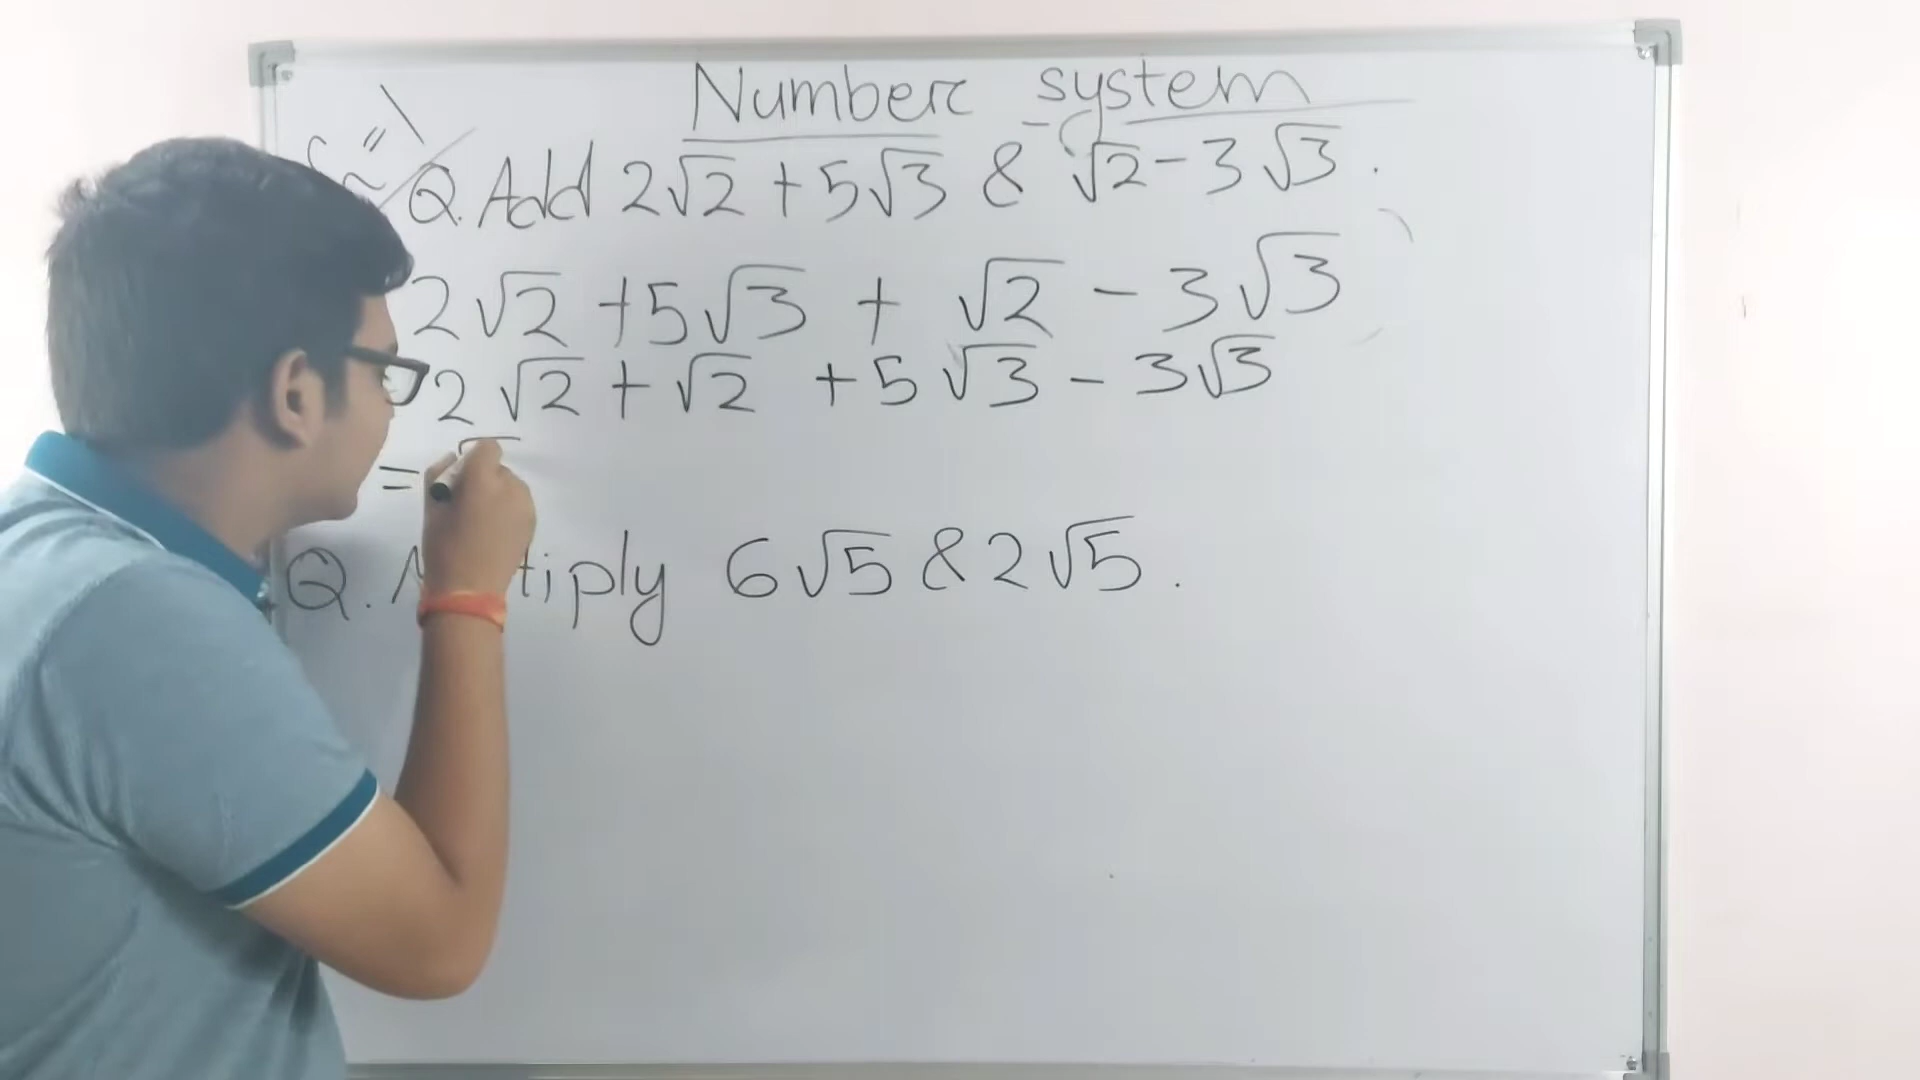 Number system
Q. Add 2√2 + 5√3 & √2 - 3√3.
2√2 + 5√3 + √2 - 3√3
2√2 + √2 + 5√3 - 3√3
= √
Q. Multiply 6√5 & 2√5.